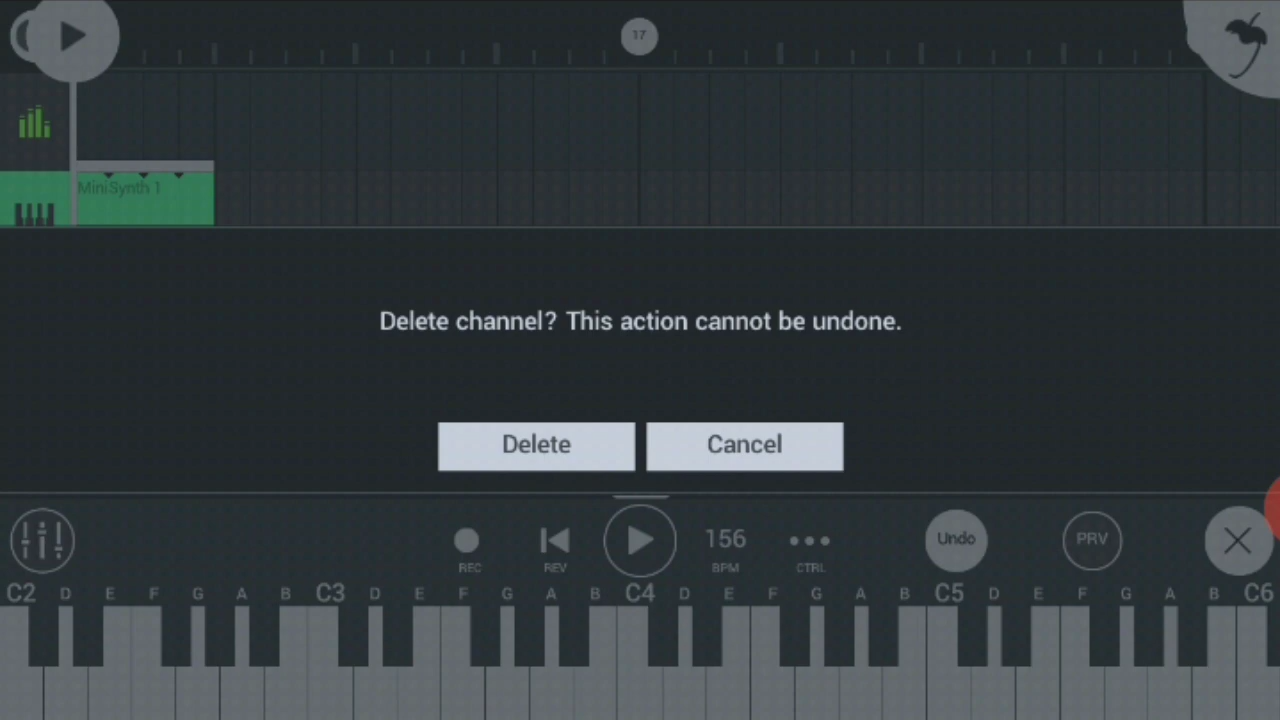 17
MiniSynth 1
Delete channel? This action cannot be undone.
Delete Cancel
156 Undo PRV
REC REV BPM CTRL
C2 D E F G A B C3 D E F G A B C4 D E F G A B C5 D E F G A B C6